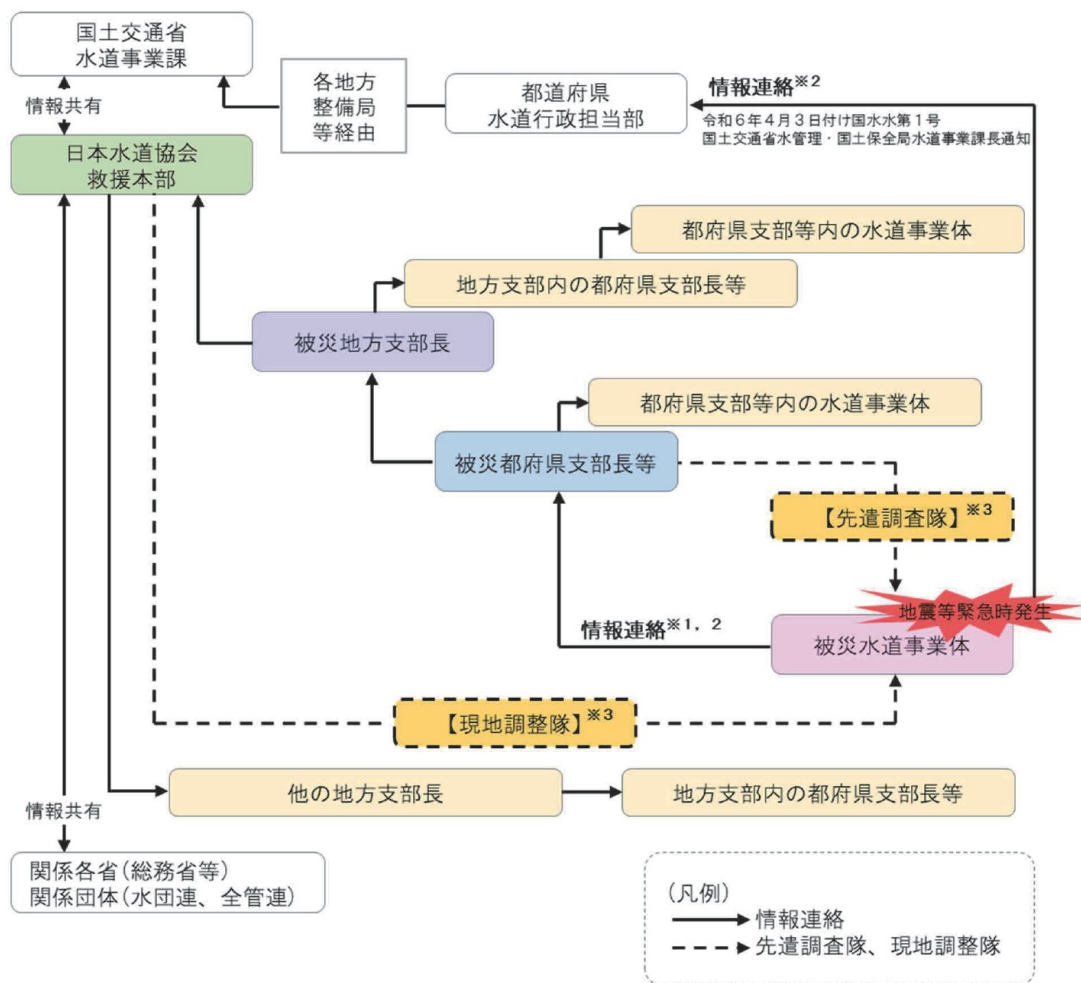 国土交通省
水道事業課
情報共有
各地方
整備局
等経由
都道府県
水道行政担当部
情報連絡※2
令和6年4月3日付け国水水第1号
国土交通省水管理・国土保全局水道事業課長通知
日本水道協会
救援本部
都府県支部等内の水道事業体
地方支部内の都府県支部長等
被災地方支部長
都府県支部等内の水道事業体
被災都府県支部長等
【先遣調査隊】※3
地震等緊急時発生
情報連絡※1，2
被災水道事業体
【現地調整隊】※3
他の地方支部長
地方支部内の都府県支部長等
情報共有
関係各省(総務省等)
関係団体(水団連、全管連)
(凡例)
情報連絡
先遣調査隊、現地調整隊